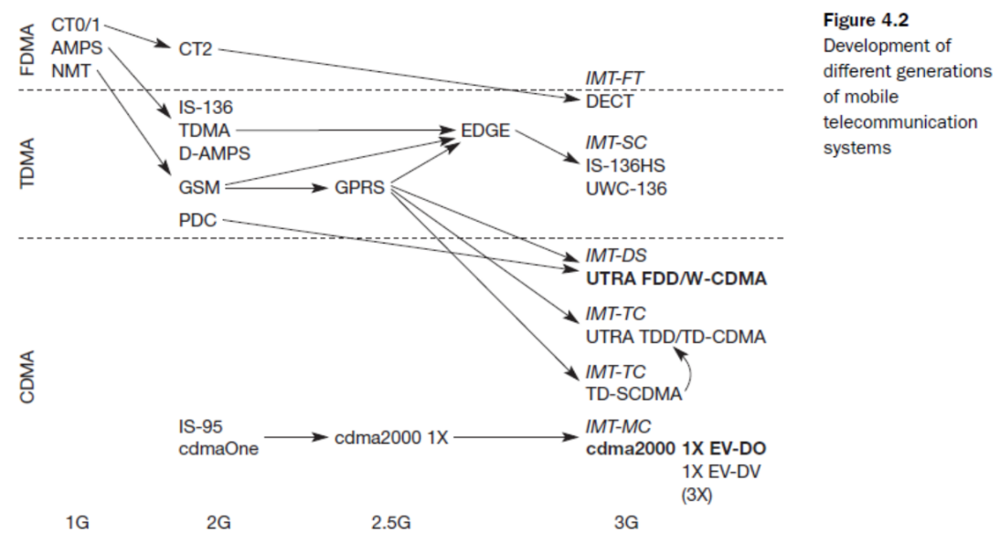 Figure 4.2
Development of
different generations
of mobile
telecommunication
systems
FDMA
CT0/1
AMPS
NMT
CT2
IMT-FT
DECT
TDMA
IS-136
TDMA
D-AMPS
GSM
PDC
GPRS
EDGE
IMT-SC
IS-136HS
UWC-136
CDMA
IMT-DS
UTRA FDD/W-CDMA
IMT-TC
UTRA TDD/TD-CDMA
IMT-TC
TD-SCDMA
IS-95
cdmaOne
cdma2000 1X
IMT-MC
cdma2000 1X EV-DO
1X EV-DV
(3X)
1G
2G
2.5G
3G